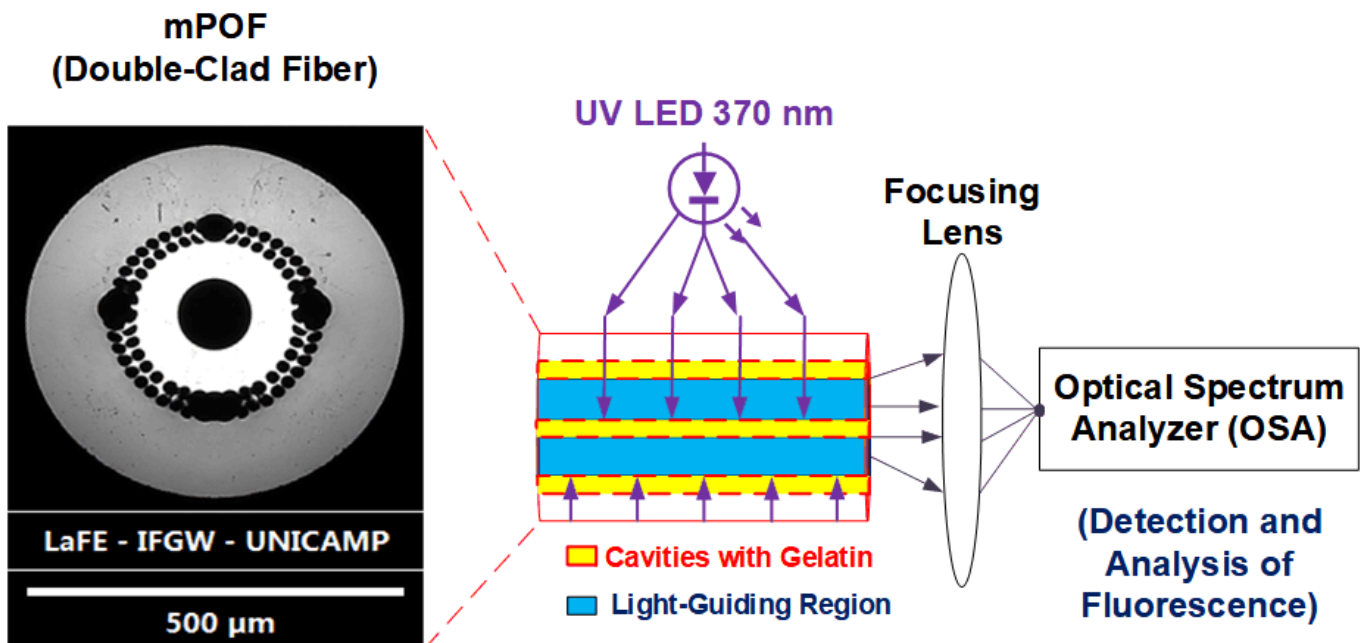 mPOF
(Double-Clad Fiber)
UV LED 370 nm
Focusing
Lens
Optical Spectrum
Analyzer (OSA)
(Detection and
Analysis of
Fluorescence)
Cavities with Gelatin
Light-Guiding Region
LaFE - IFGW - UNICAMP
500 µm